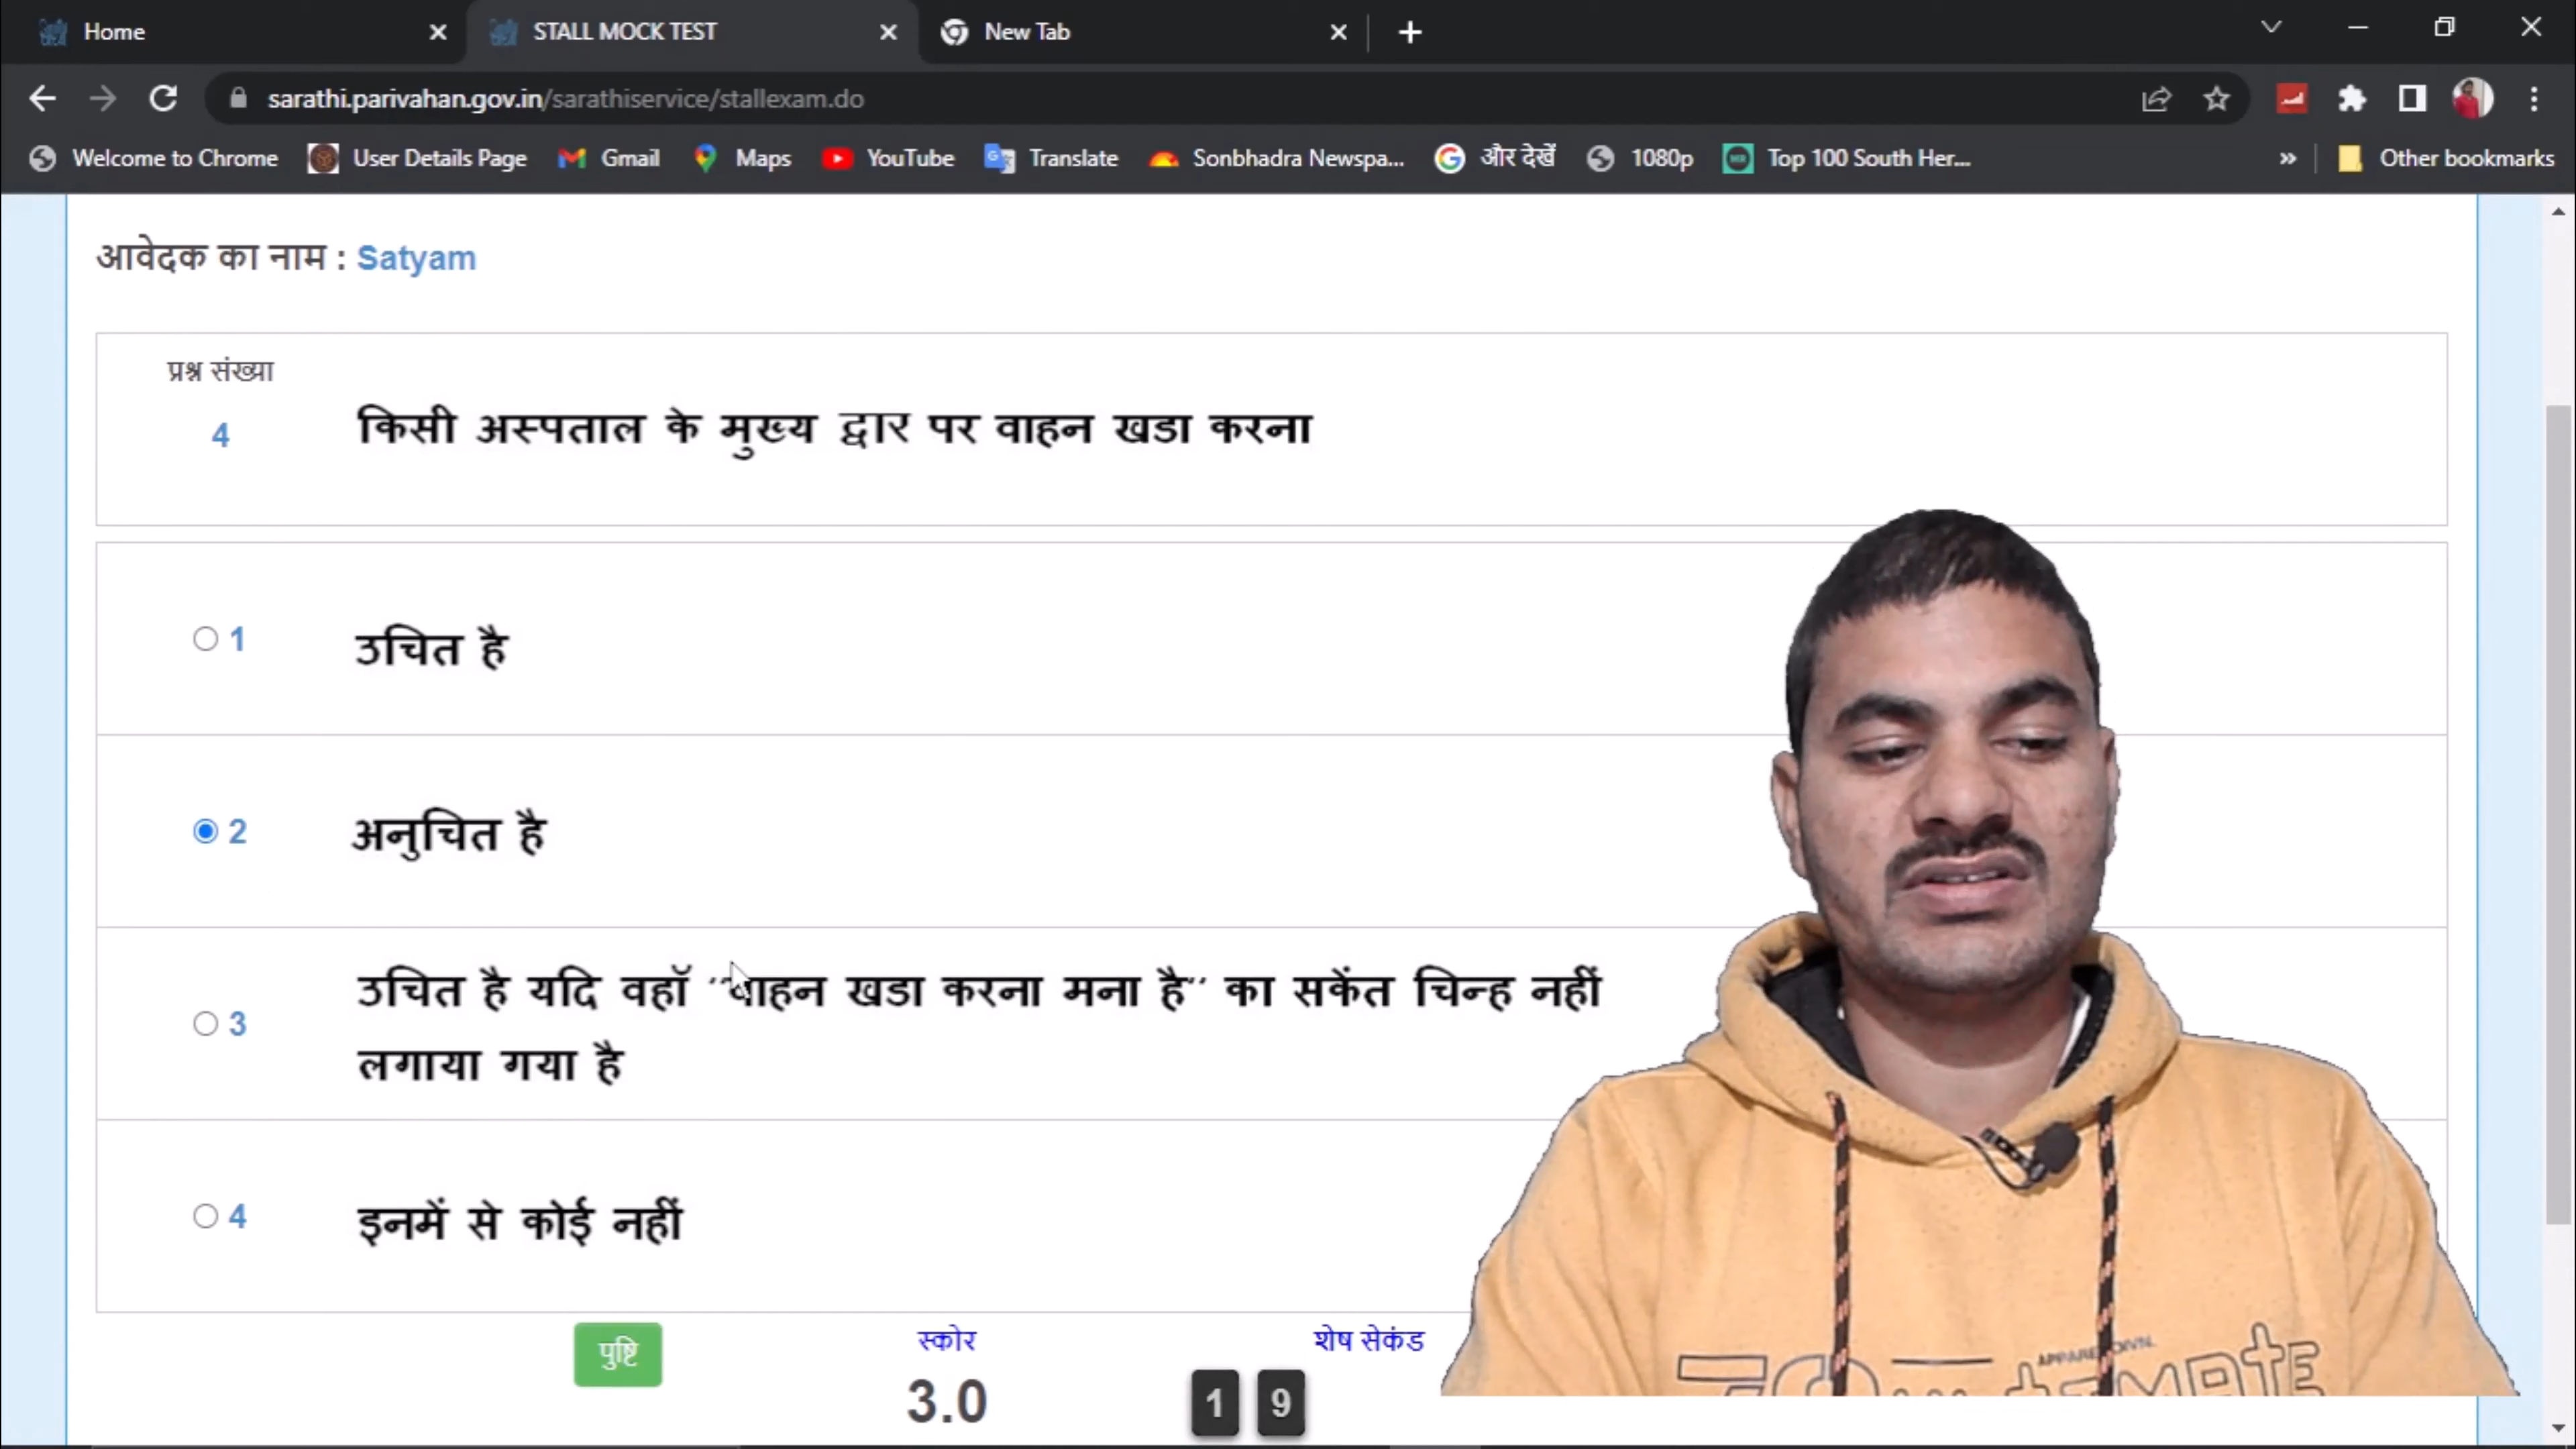 Home
STALL MOCK TEST
New Tab
sarathi.parivahan.gov.in/sarathiservice/stallexam.do
Welcome to Chrome
User Details Page
Gmail
Maps
YouTube
Translate
Sonbhadra Newspa...
और देखें
1080p
Top 100 South Her...
Other bookmarks
आवेदक का नाम : Satyam
प्रश्न संख्या
4
किसी अस्पताल के मुख्य द्वार पर वाहन खडा करना
1
उचित है
2
अनुचित है
3
उचित है यदि वहॉ “वाहन खडा करना मना है” का सकेंत चिन्ह नहीं
लगाया गया है
4
इनमें से कोई नहीं
पुष्टि
स्कोर
3.0
शेष सेकंड
1 9